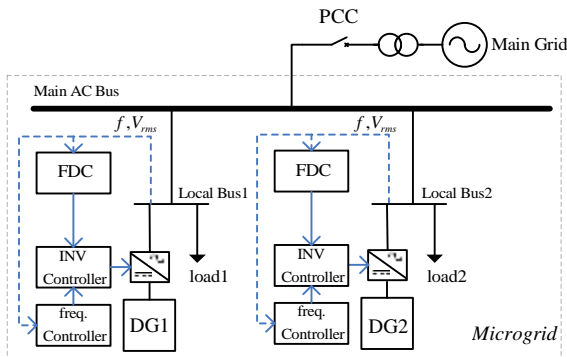 PCC
Main Grid
Main AC Bus
f,Vrms
f,Vrms
FDC
FDC
Local Bus1
Local Bus2
INV
Controller
INV
Controller
load1
load2
freq.
Controller
DG1
freq.
Controller
DG2
Microgrid